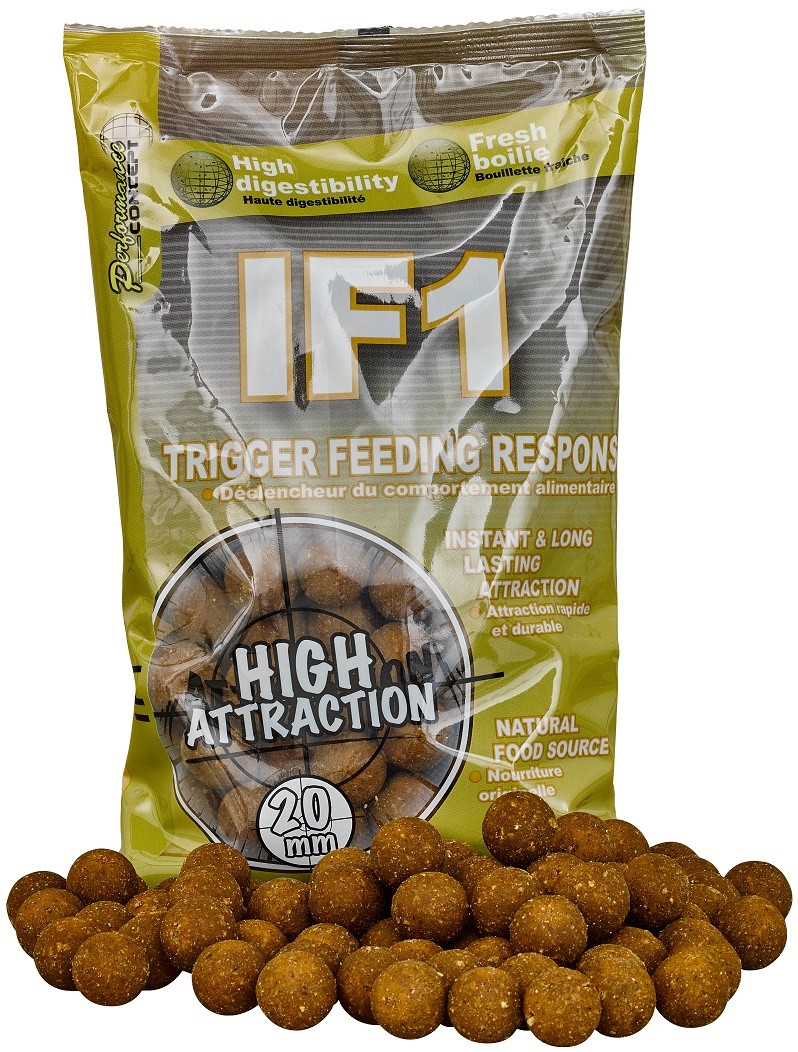 Performance
CONCEPT
High
digestibility
Haute digestibilité
Fresh
boilie
Bouillette fraîche
IF1
TRIGGER FEEDING RESPONS
Déclencheur du comportement alimentaire
INSTANT & LONG
LASTING
ATTRACTION
Attraction rapide
et durable
HIGH
ATTRACTION
NATURAL
FOOD SOURCE
Nourriture
originelle
20
mm